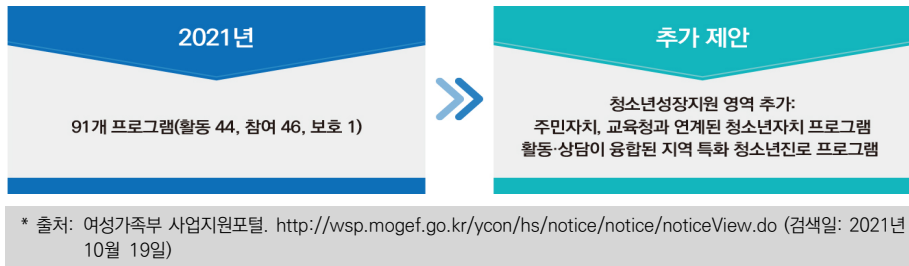 2021년
91개 프로그램(활동 44, 참여 46, 보호 1)
추가 제안
청소년성장지원 영역 추가:
주민자치, 교육청과 연계된 청소년자치 프로그램
활동·상담이 융합된 지역 특화 청소년진로 프로그램
* 출처: 여성가족부 사업지원포털. http://wsp.mogef.go.kr/ycon/hs/notice/notice/noticeView.do (검색일: 2021년
10월 19일)